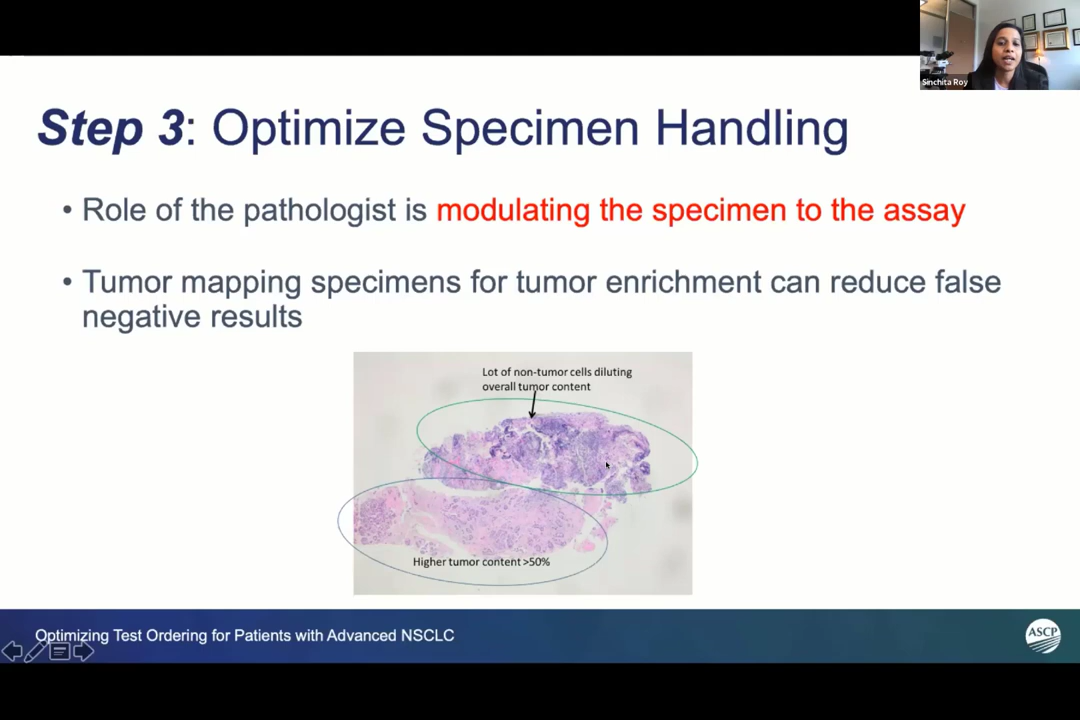 Sinchita Roy
Step 3: Optimize Specimen Handling
• Role of the pathologist is modulating the specimen to the assay
• Tumor mapping specimens for tumor enrichment can reduce false
negative results
Lot of non-tumor cells diluting
overall tumor content
Higher tumor content >50%
Optimizing Test Ordering for Patients with Advanced NSCLC
ASCP